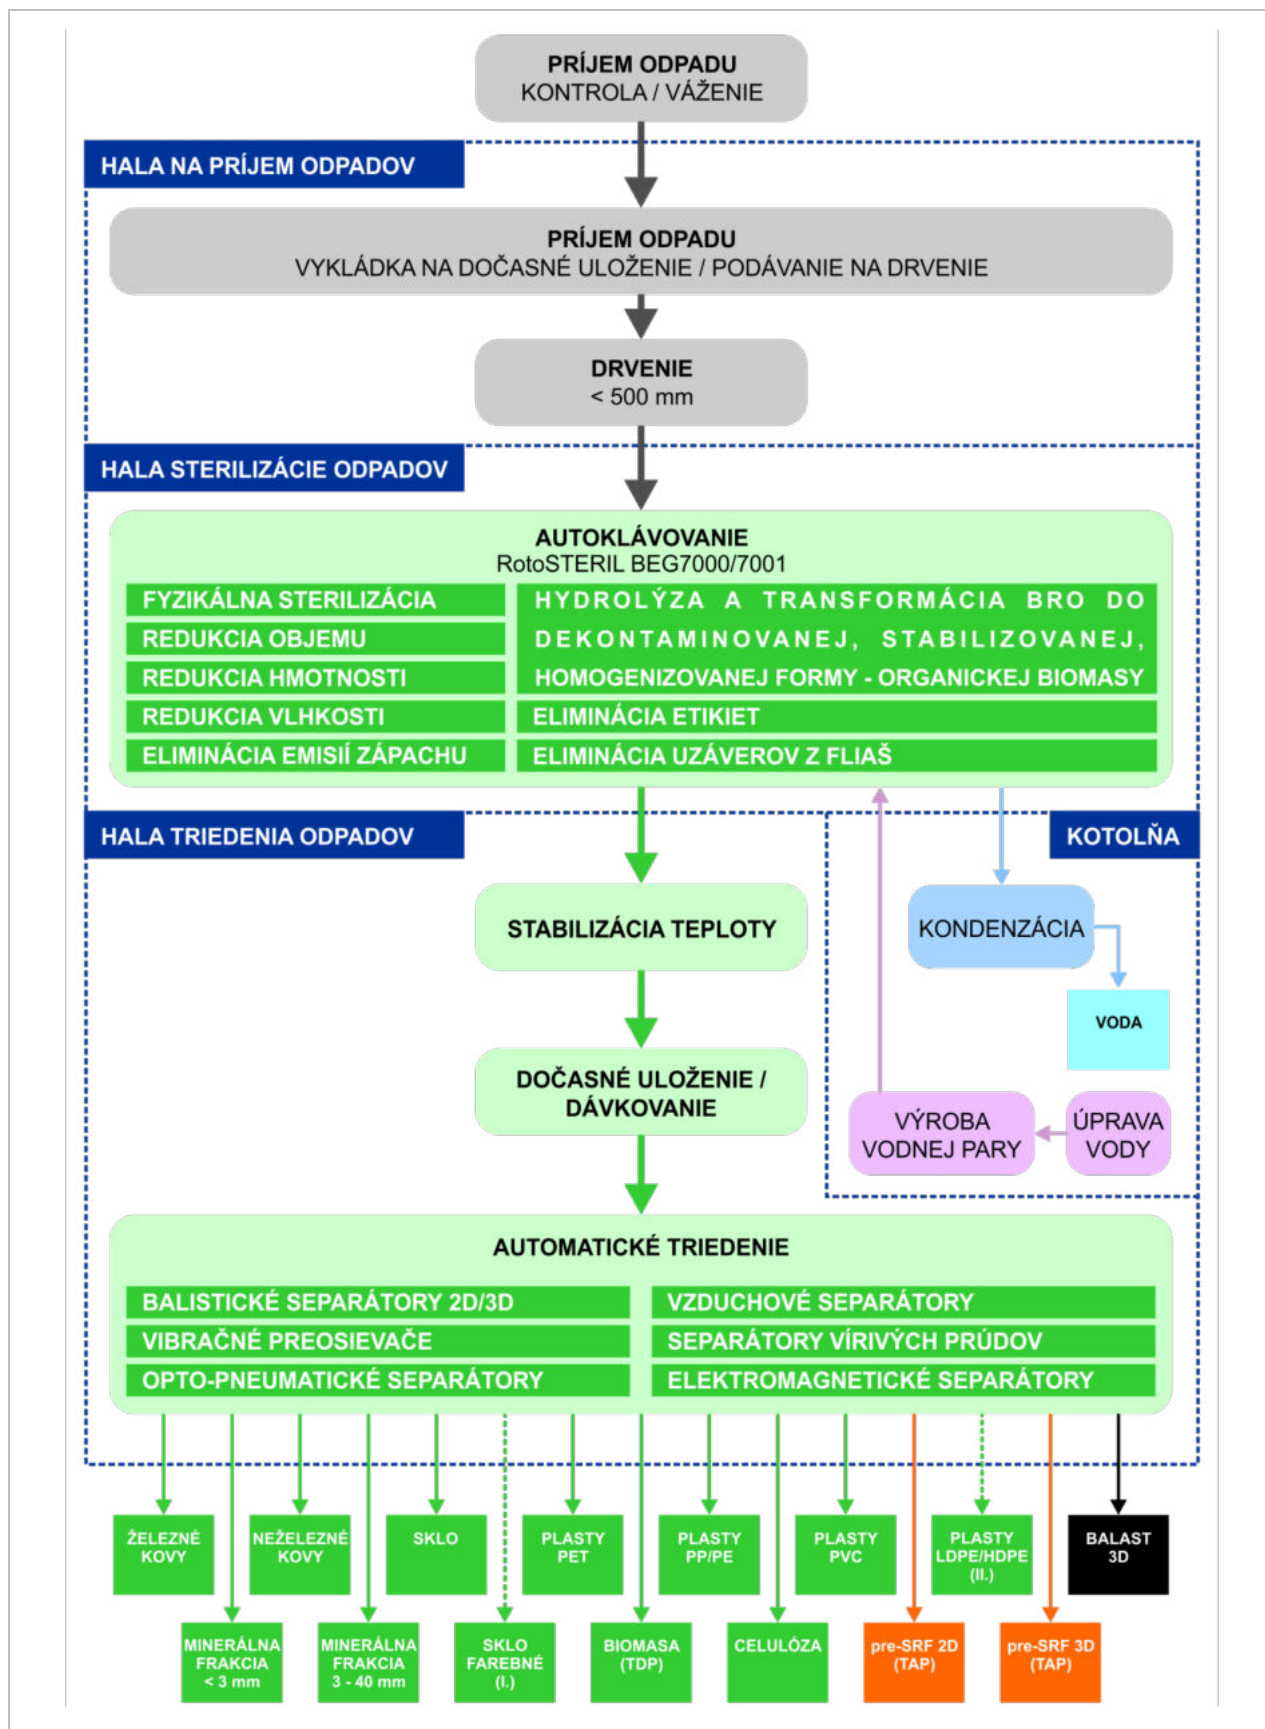 PRÍJEM ODPADU
KONTROLA / VÁŽENIE
HALA NA PRÍJEM ODPADOV
PRÍJEM ODPADU
VYKLÁDKA NA DOČASNÉ ULOŽENIE / PODÁVANIE NA DRVENIE
DRVENIE
< 500 mm
HALA STERILIZÁCIE ODPADOV
AUTOKLÁVOVANIE
RotoSTERIL BEG7000/7001
FYZIKÁLNA STERILIZÁCIA
REDUKCIA OBJEMU
REDUKCIA HMOTNOSTI
REDUKCIA VLHKOSTI
ELIMINÁCIA EMISIÍ ZÁPACHU
HYDROLÝZA A TRANSFORMÁCIA BRO DO
DEKONTAMINOVANEJ, STABILIZOVANEJ,
HOMOGENIZOVANEJ FORMY - ORGANICKEJ BIOMASY
ELIMINÁCIA ETIKIET
ELIMINÁCIA UZÁVEROV Z FLIAŠ
HALA TRIEDENIA ODPADOV
KOTOLŇA
STABILIZÁCIA TEPLOTY
KONDENZÁCIA
VODA
DOČASNÉ ULOŽENIE /
DÁVKOVANIE
VÝROBA
VODNEJ PARY
ÚPRAVA
VODY
AUTOMATICKÉ TRIEDENIE
BALISTICKÉ SEPARÁTORY 2D/3D
VIBRAČNÉ PREOSIEVAČE
OPTO-PNEUMATICKÉ SEPARÁTORY
VZDUCHOVÉ SEPARÁTORY
SEPARÁTORY VÍRIVÝCH PRÚDOV
ELEKTROMAGNETICKÉ SEPARÁTORY
ŽELEZNÉ
KOVY
NEŽELEZNÉ
KOVY
SKLO
PLASTY
PET
PLASTY
PP/PE
PLASTY
PVC
PLASTY
LDPE/HDPE
(II.)
BALAST
3D
MINERÁLNA
FRAKCIA
< 3 mm
MINERÁLNA
FRAKCIA
3 - 40 mm
SKLO
FAREBNÉ
(I.)
BIOMASA
(TDP)
CELULÓZA
pre-SRF 2D
(TAP)
pre-SRF 3D
(TAP)